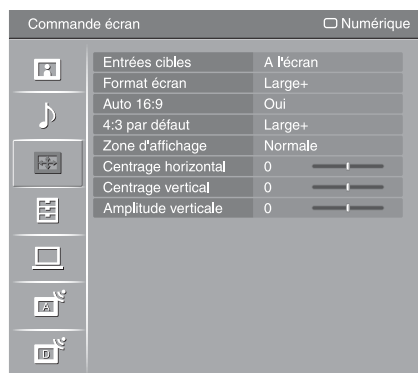 Commande écran Numérique
Entrées cibles A l'écran
Format écran Large+
Auto 16:9 Oui
4:3 par défaut Large+
Zone d'affichage Normale
Centrage horizontal 0
Centrage vertical 0
Amplitude verticale 0
A
D